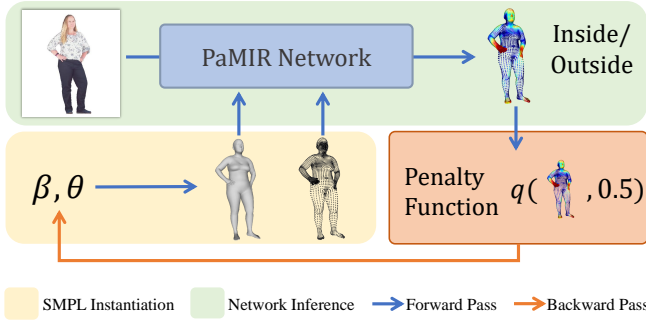 PaMIR Network
Inside/
Outside
β, θ
Penalty
Function
q( , 0.5)
SMPL Instantiation
Network Inference
Forward Pass
Backward Pass